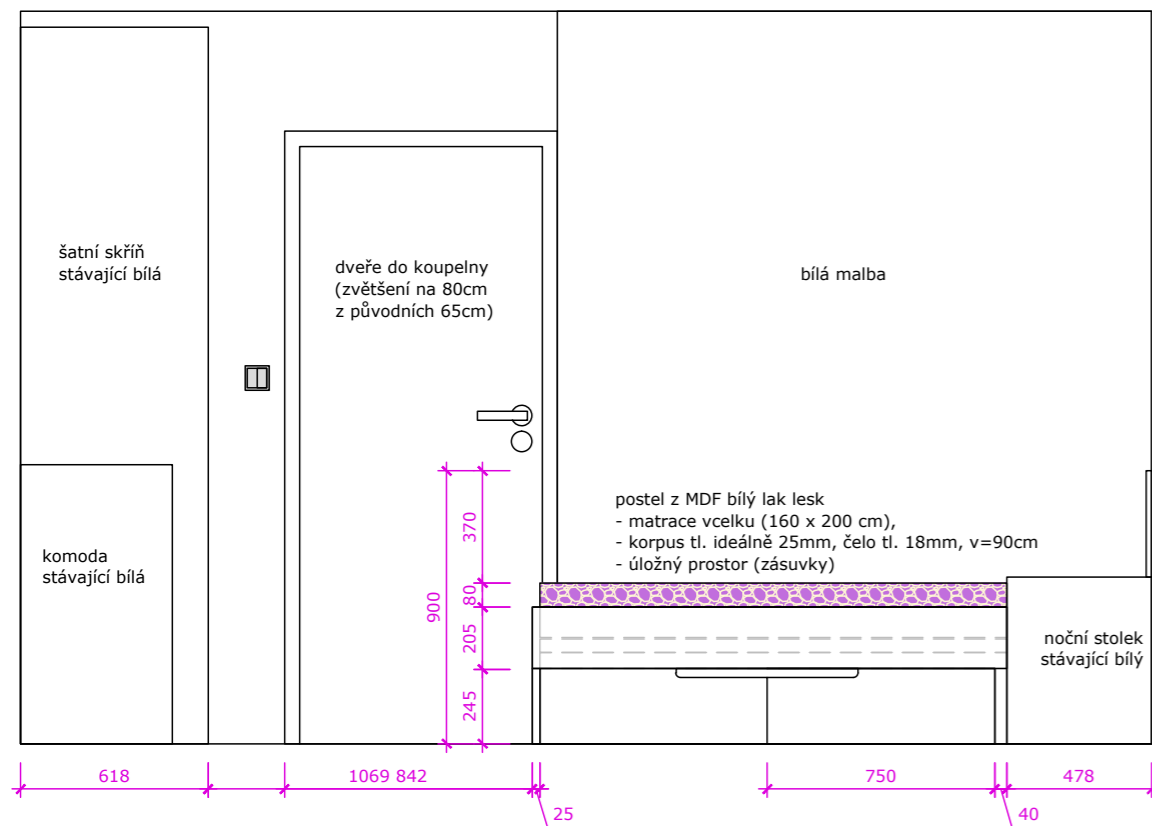 šatní skříň
stávající bílá
dveře do koupelny
(zvětšení na 80cm
z původních 65cm)
bílá malba
postel z MDF bílý lak lesk
- matrace vcelku (160 x 200 cm),
- korpus tl. ideálně 25mm, čelo tl. 18mm, v=90cm
- úložný prostor (zásuvky)
komoda
stávající bílá
noční stolek
stávající bílý
370
80
900
205
245
618
1069 842
750
478
25
40